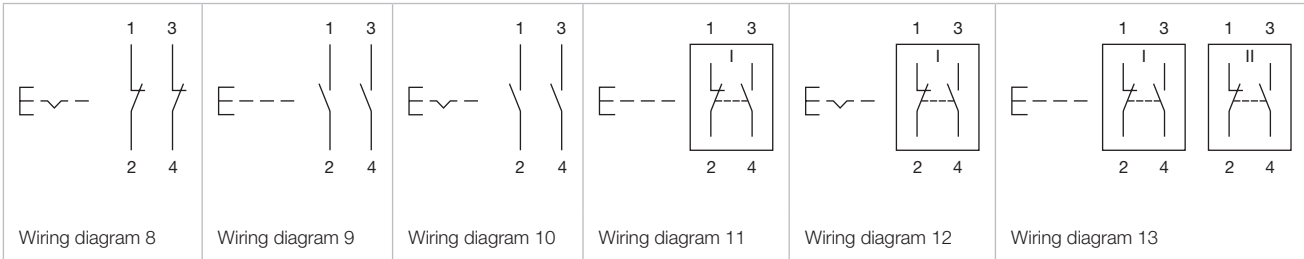 1 3 1 3 1 3 1 3 1 3 1 3 1 3
I I I II
2 4 2 4 2 4 2 4 2 4 2 4 2 4
Wiring diagram 8 Wiring diagram 9 Wiring diagram 10 Wiring diagram 11 Wiring diagram 12 Wiring diagram 13